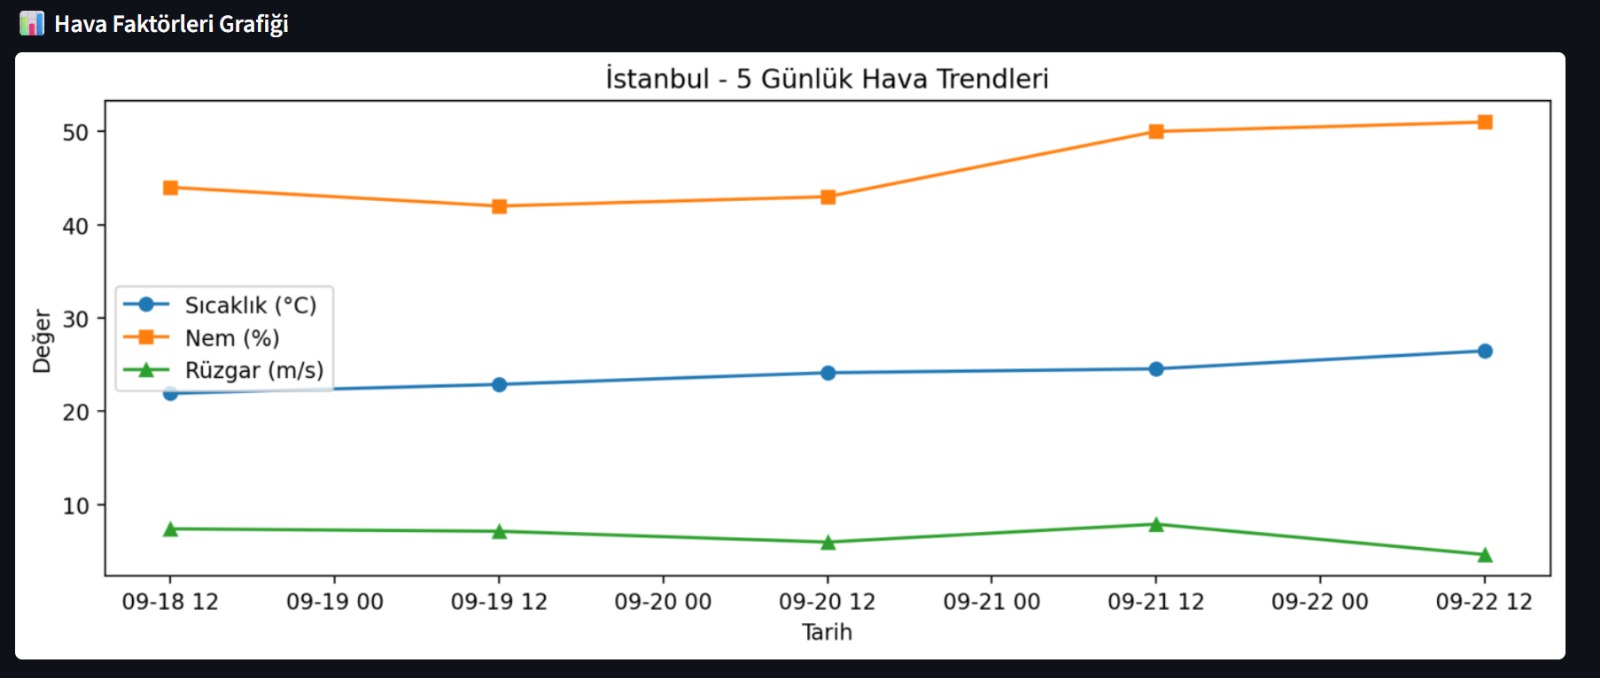 Hava Faktörleri Grafiği
İstanbul - 5 Günlük Hava Trendleri
50
40
30
20
10
Değer
Sıcaklık (°C)
Nem (%)
Rüzgar (m/s)
09-18 12 09-19 00 09-19 12 09-20 00 09-20 12 09-21 00 09-21 12 09-22 00 09-22 12
Tarih